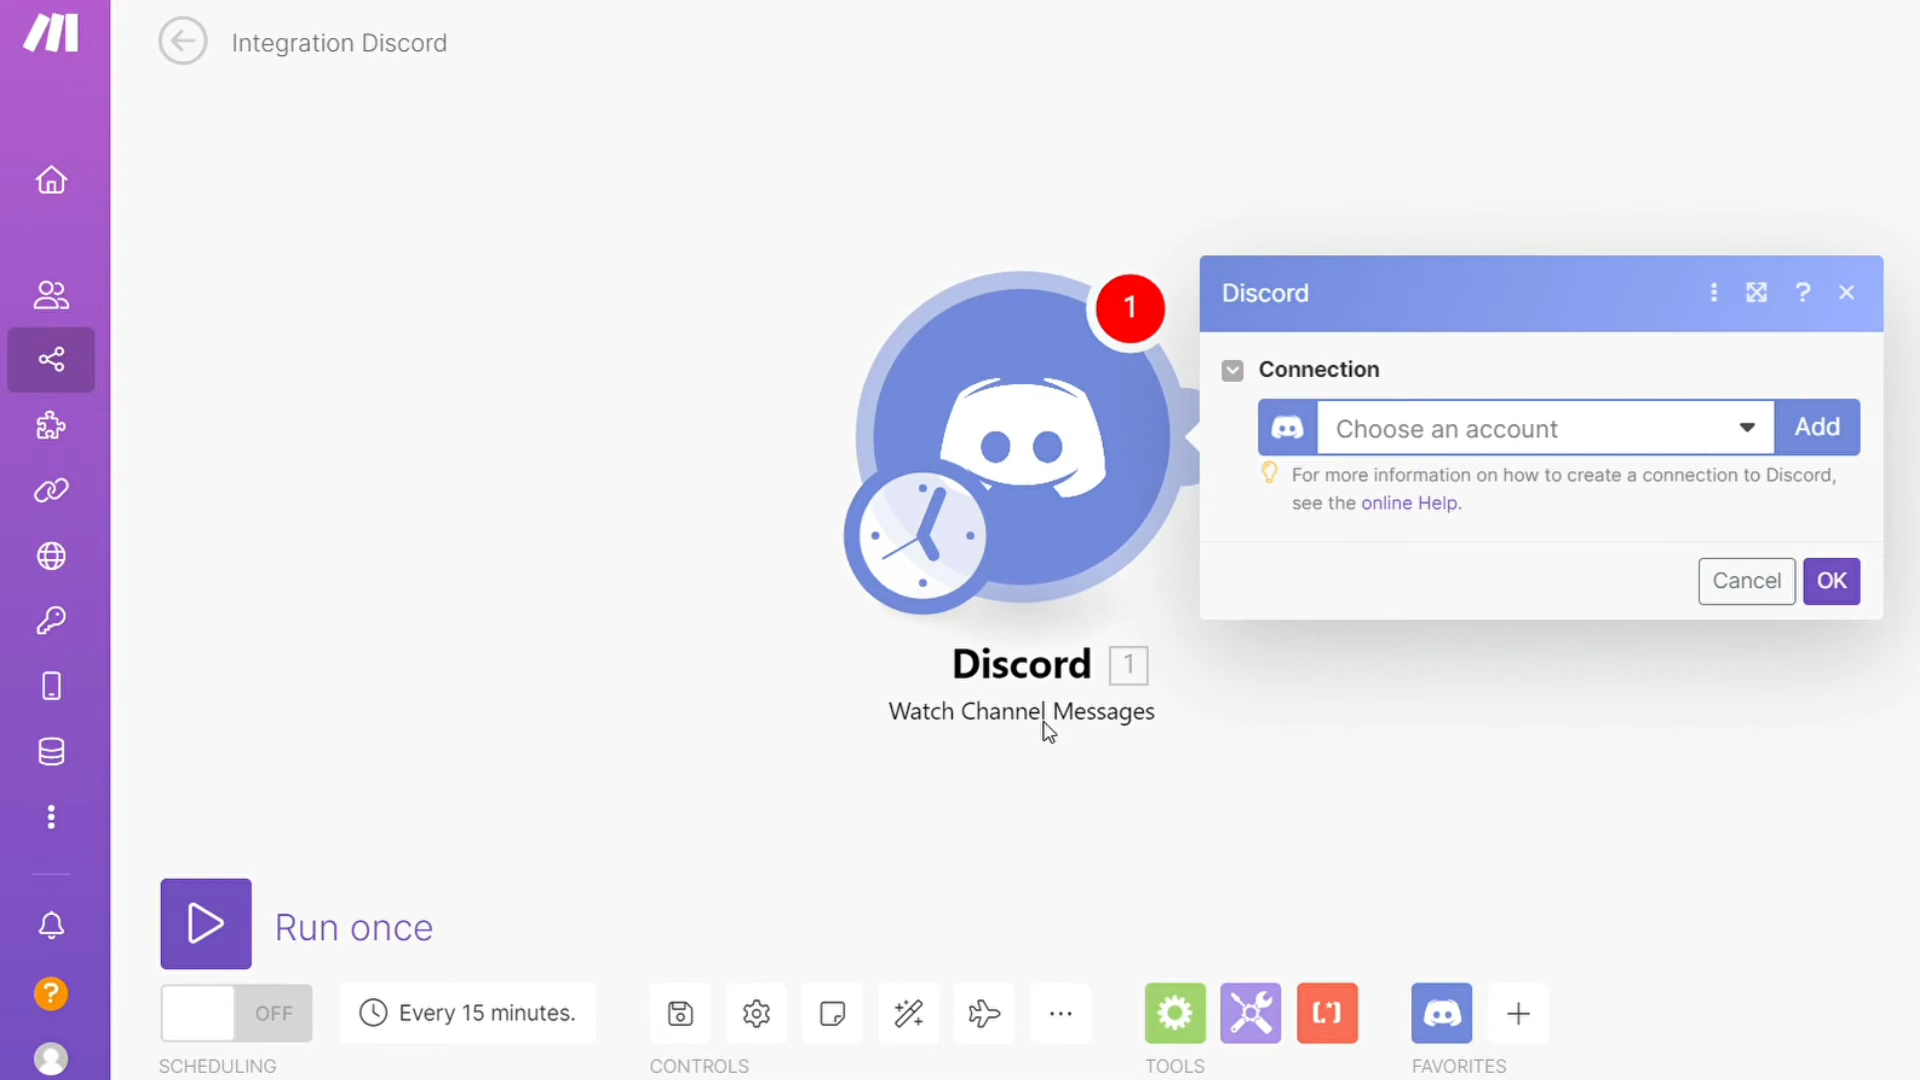 Integration Discord
1
Discord
?
Connection
Choose an account
Add
For more information on how to create a connection to Discord,
see the online Help.
Cancel
OK
Discord 1
Watch Channel Messages
Run once
?
OFF
Every 15 minutes.
SCHEDULING
CONTROLS
TOOLS
FAVORITES